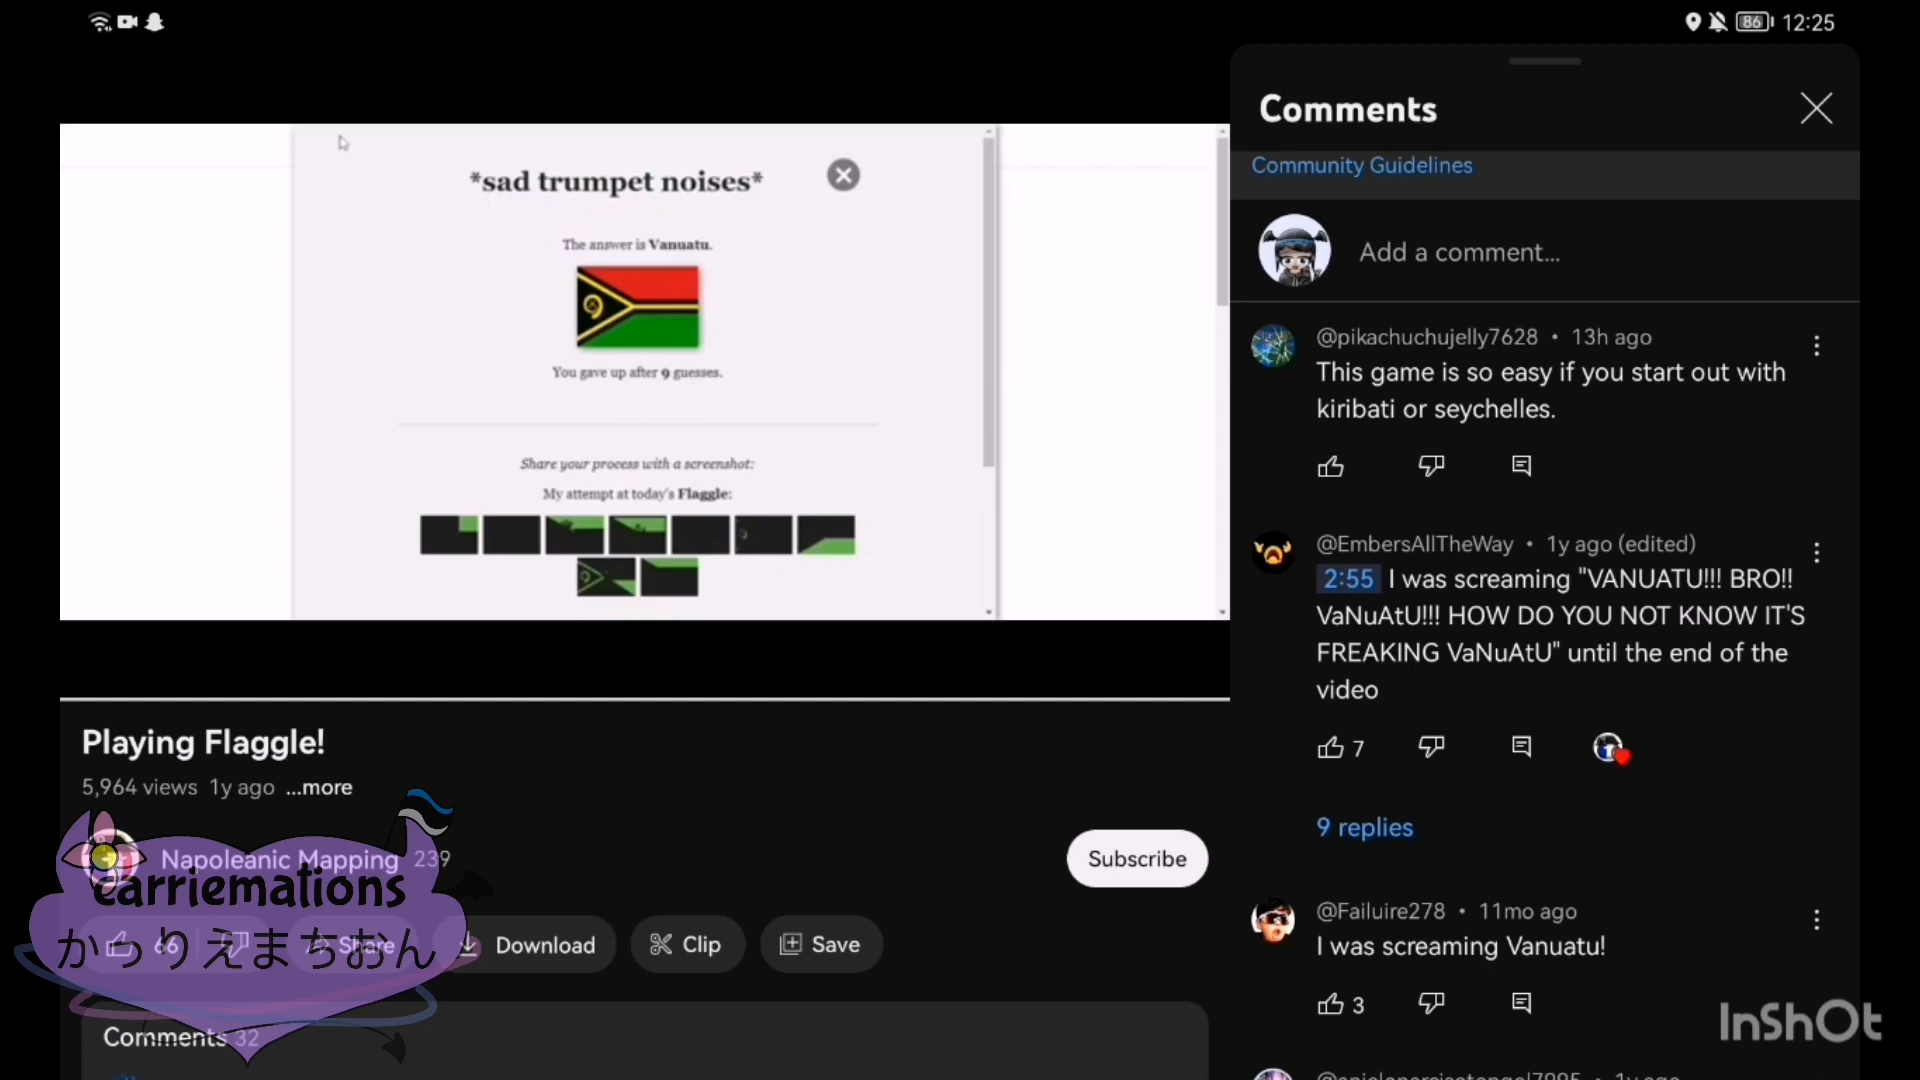 86 12:25
*sad trumpet noises*
The answer is Vanuatu.
You gave up after 9 guesses.
Share your process with a screenshot:
My attempt at today's Flaggle:
Playing Flaggle!
5,964 views 1y ago ...more
Napoleanic Mapping 239
Subscribe
carriemations
かっりえまちおん
66 Share Download Clip Save
Comments 32
Comments
Community Guidelines
Add a comment...
@pikachuchujelly7628 • 13h ago
This game is so easy if you start out with
kiribati or seychelles.
@EmbersAllTheWay • 1y ago (edited)
2:55 I was screaming "VANUATU!!! BRO!!
VaNuAtU!!! HOW DO YOU NOT KNOW IT'S
FREAKING VaNuAtU" until the end of the
video
7
9 replies
@Failuire278 • 11mo ago
I was screaming Vanuatu!
3
InShOt